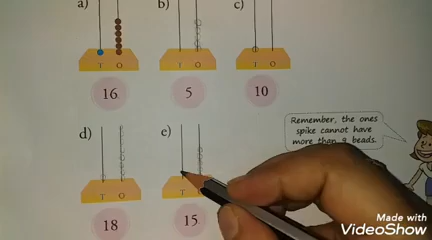 a)
b)
c)
T O
T O
T O
16
5
10
d)
e)
T O
T
18
15
Remember, the ones
spike cannot have
more than 9 beads.
Made With
VideoShow